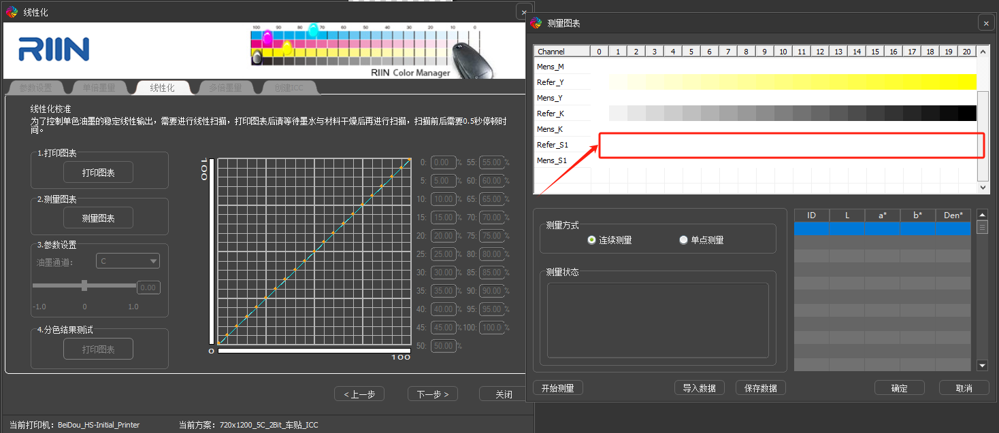 线性化
RIIN
100 90 80 70 60 50 40 30 20 10 0
RIIN Color Manager
参数设置
单倍墨量
线性化
多倍墨量
创建ICC
线性化校准
为了控制单色油墨的稳定线性输出，需要进行线性扫描，打印图表后请等待墨水与材料干燥后再进行扫描，扫描前后需要0.5秒停顿时
间。
1.打印图表
打印图表
2.测量图表
测量图表
3.参数设置
油墨通道：
C
0.00
-1.0 0 1.0
4.分色结果测试
打印图表
100
0
100
0: 0.00 % 55: 55.00 %
5: 5.00 % 60: 60.00 %
10: 10.00 % 65: 65.00 %
15: 15.00 % 70: 70.00 %
20: 20.00 % 75: 75.00 %
25: 25.00 % 80: 80.00 %
30: 30.00 % 85: 85.00 %
35: 35.00 % 90: 90.00 %
40: 40.00 % 95: 95.00 %
45: 45.00 % 100: 100.0 %
50: 50.00 %
< 上一步
下一步 >
关闭
当前打印机： BeiDou_HS-Initial_Printer
当前方案： 720x1200_5C_2Bit_车贴_ICC
测量图表
Channel 0 1 2 3 4 5 6 7 8 9 10 11 12 13 14 15 16 17 18 19 20
Mens_M
Refer_Y
Mens_Y
Refer_K
Mens_K
Refer_S1
Mens_S1
测量方式
连续测量
单点测量
测量状态
ID L a* b* Den*
开始测量
导入数据
保存数据
确定
取消